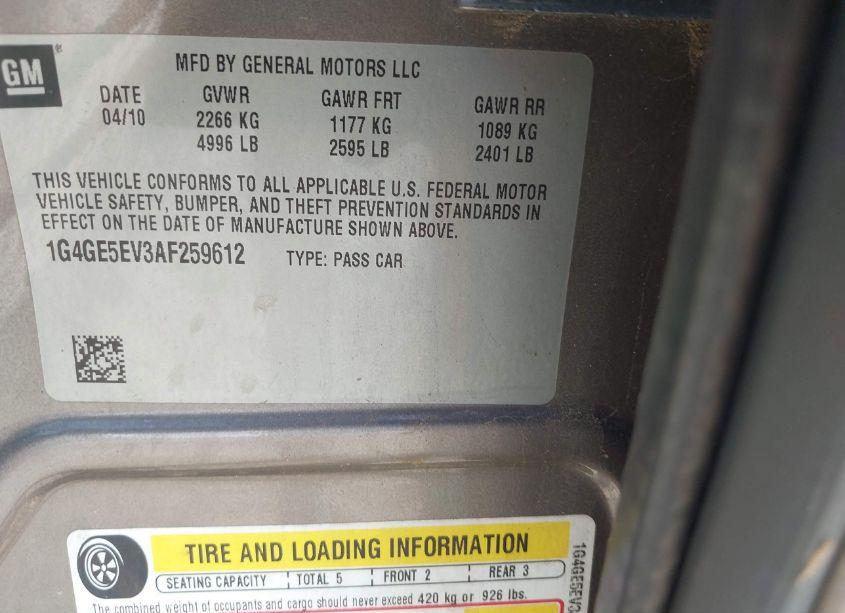 GM
MFD BY GENERAL MOTORS LLC
DATE GVWR GAWR FRT GAWR RR
04/10 2266 KG 1177 KG 1089 KG
4996 LB 2595 LB 2401 LB
THIS VEHICLE CONFORMS TO ALL APPLICABLE U.S. FEDERAL MOTOR
VEHICLE SAFETY, BUMPER, AND THEFT PREVENTION STANDARDS IN
EFFECT ON THE DATE OF MANUFACTURE SHOWN ABOVE.
1G4GE5EV3AF259612 TYPE: PASS CAR
TIRE AND LOADING INFORMATION
SEATING CAPACITY TOTAL 5 FRONT 2 REAR 3
The combined weight of occupants and cargo should never exceed 420 kg or 926 lbs.
1G4GE5EV3